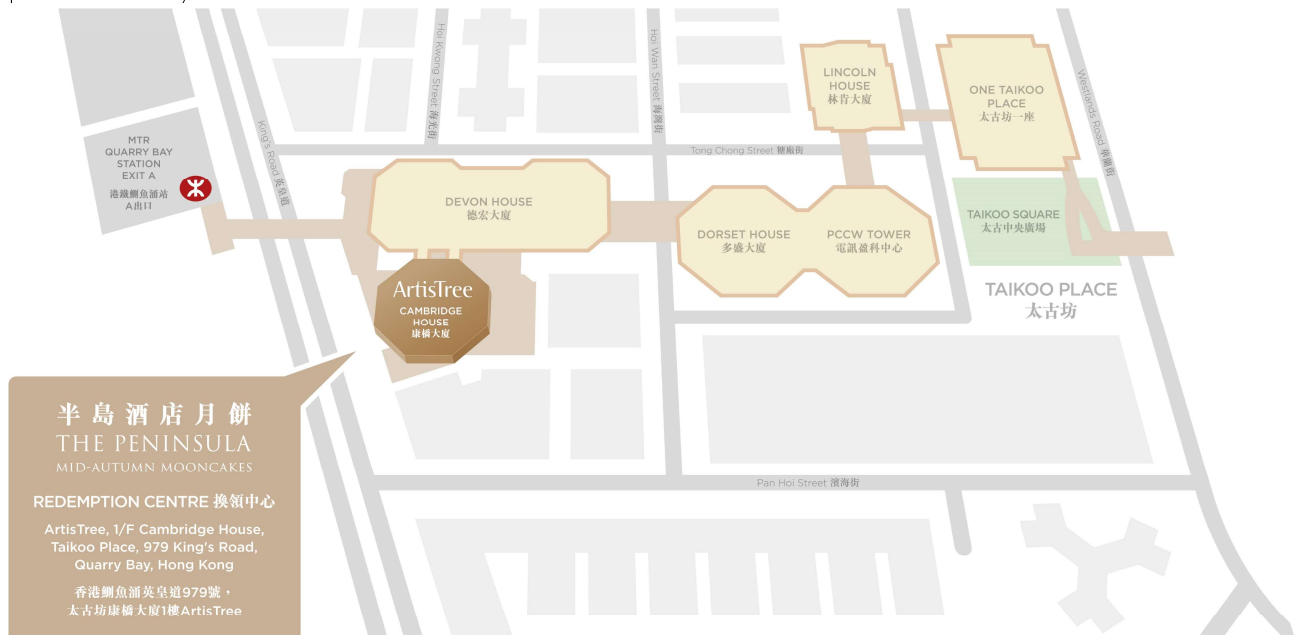 Hoi Kwong Street 海光街
Hoi Wan Street 海灣街
LINCOLN
HOUSE
林肯大廈
ONE TAIKOO
PLACE
太古坊一座
Westlands Road 華蘭街
MTR
QUARRY BAY
STATION
EXIT A
港鐵鰂魚涌站
A出口
King's Road 英皇道
Tong Chong Street 糖廠街
DEVON HOUSE
德宏大廈
DORSET HOUSE
多盛大廈
PCCW TOWER
電訊盈科中心
TAIKOO SQUARE
太古中央廣場
TAIKOO PLACE
太古坊
ArtisTree
CAMBRIDGE
HOUSE
康橋大廈
半島酒店月餅
THE PENINSULA
MID-AUTUMN MOONCAKES
REDEMPTION CENTRE 換領中心
ArtisTree, 1/F Cambridge House,
Taikoo Place, 979 King's Road,
Quarry Bay, Hong Kong
香港鰂魚涌英皇道979號，
太古坊康橋大廈1樓ArtisTree
Pan Hoi Street 濱海街